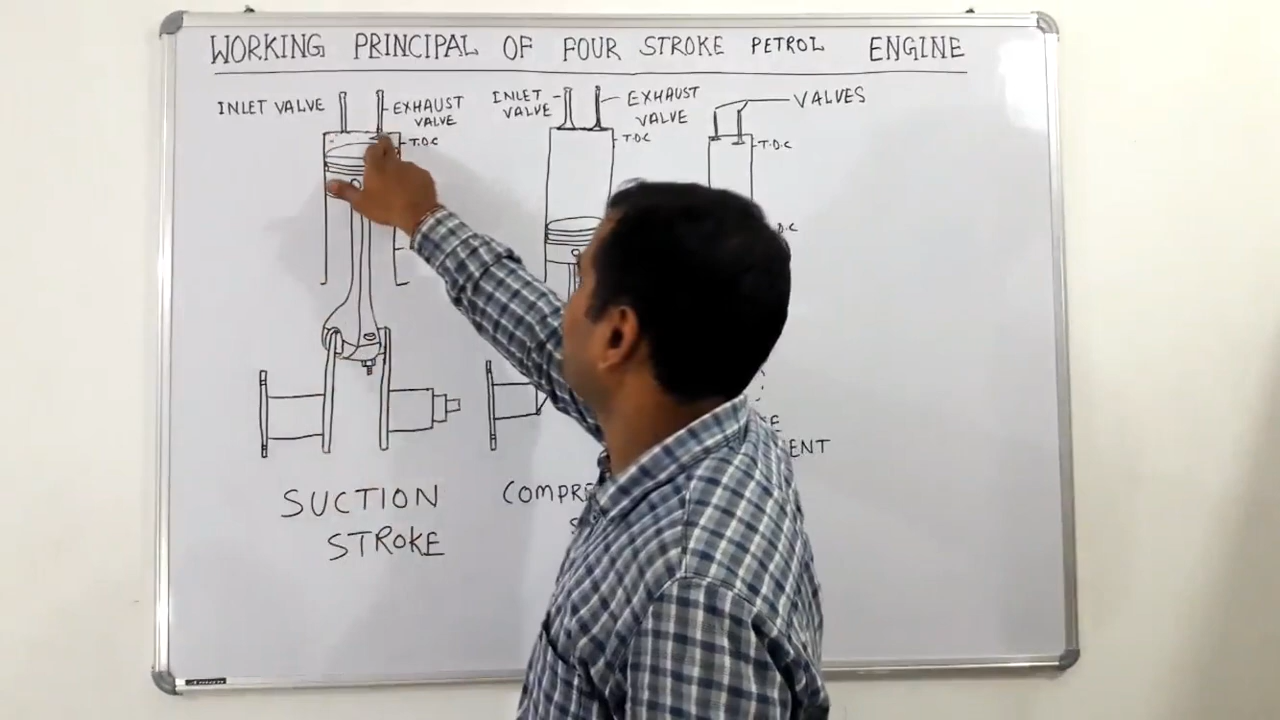 WORKING PRINCIPAL OF FOUR STROKE PETROL ENGINE
INLET VALVE
EXHAUST
VALVE
T.D.C
SUCTION
STROKE
INLET
VALVE
EXHAUST
VALVE
T.D.C
COMPRE
S
VALVES
T.D.C
D.C
E
ENT